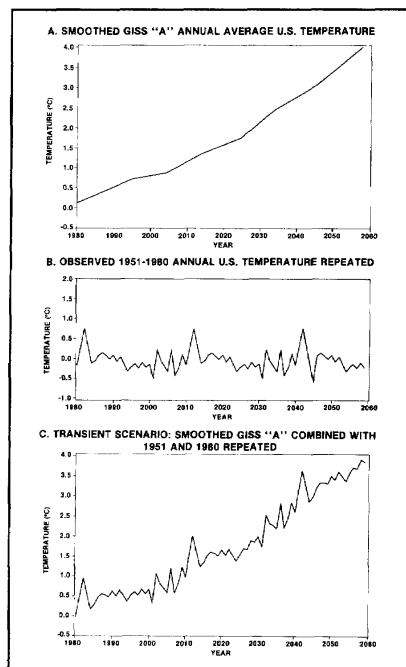 A. SMOOTHED GISS "A" ANNUAL AVERAGE U.S. TEMPERATURE
4.0
3.5
3.0
2.5
2.0
1.5
1.0
0.5
0.0
-0.5
TEMPERATURE (°C)
1980 1990 2000 2010 2020 2030 2040 2050 2060
YEAR
B. OBSERVED 1951-1980 ANNUAL U.S. TEMPERATURE REPEATED
2.0
1.5
1.0
0.5
0.0
-0.5
-1.0
TEMPERATURE (°C)
1980 1990 2000 2010 2020 2030 2040 2050 2060
YEAR
C. TRANSIENT SCENARIO: SMOOTHED GISS "A" COMBINED WITH
1951 AND 1980 REPEATED
4.0
3.5
3.0
2.5
2.0
1.5
1.0
0.5
0.0
-0.5
TEMPERATURE (°C)
1980 1990 2000 2010 2020 2030 2040 2050 2060
YEAR